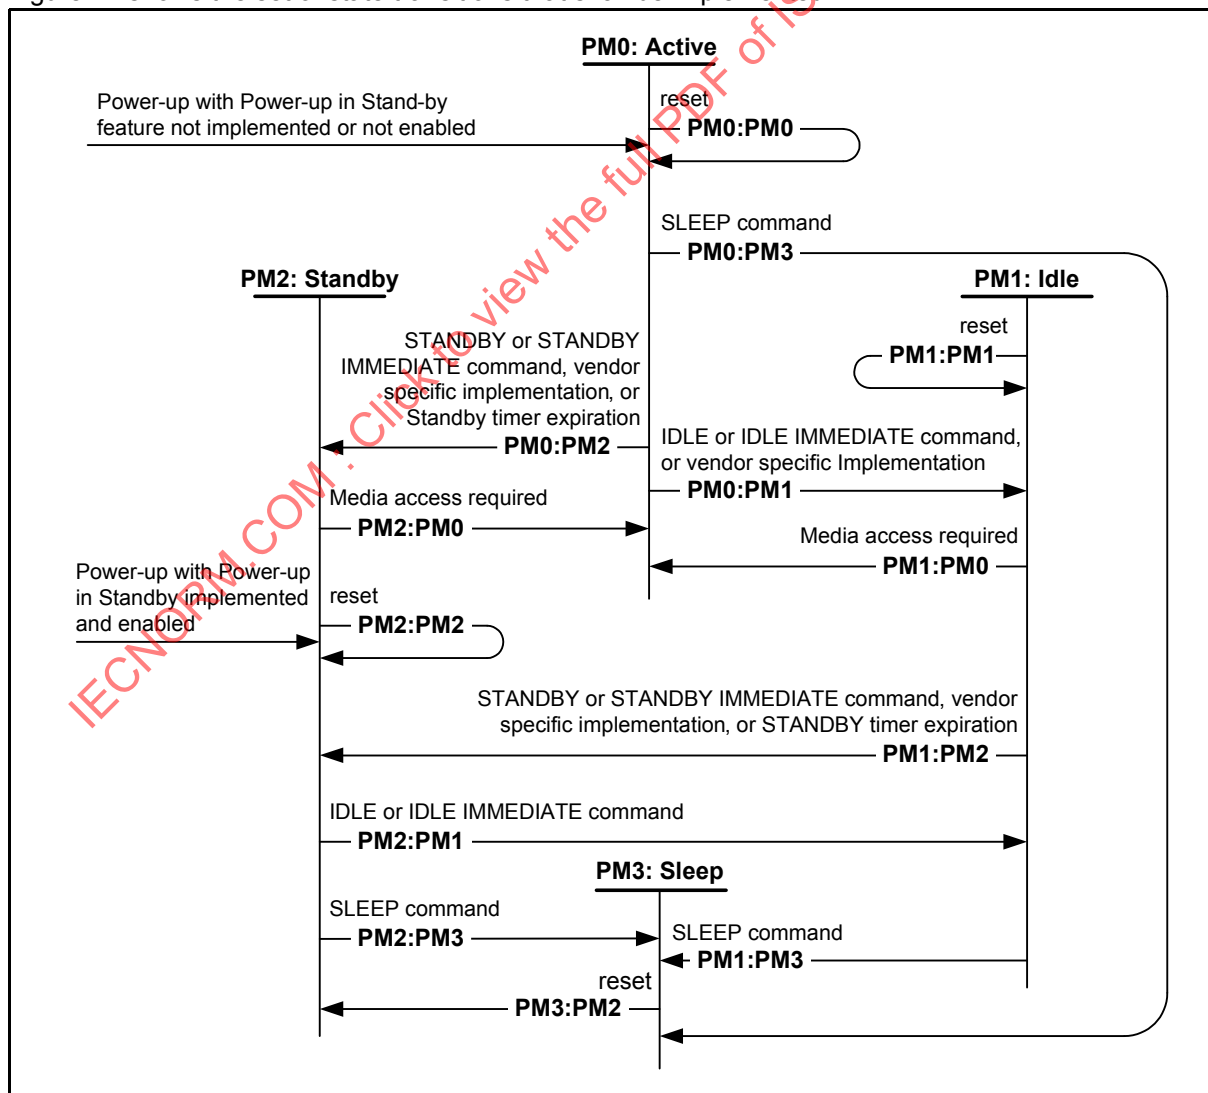 PM0: Active
reset
Power-up with Power-up in Stand-by
feature not implemented or not enabled
PM0:PM0
SLEEP command
PM0:PM3
PM2: Standby
PM1: Idle
reset
PM1:PM1
STANDBY or STANDBY
IMMEDIATE command, vendor
specific implementation, or
Standby timer expiration
PM0:PM2
IDLE or IDLE IMMEDIATE command,
or vendor specific Implementation
PM0:PM1
Media access required
PM2:PM0
Media access required
PM1:PM0
Power-up with Power-up
in Standby implemented
and enabled
reset
PM2:PM2
STANDBY or STANDBY IMMEDIATE command, vendor
specific implementation, or STANDBY timer expiration
PM1:PM2
IDLE or IDLE IMMEDIATE command
PM2:PM1
PM3: Sleep
SLEEP command
PM2:PM3
SLEEP command
PM1:PM3
reset
PM3:PM2
IECNORM.COM : Click to view the full PDF of